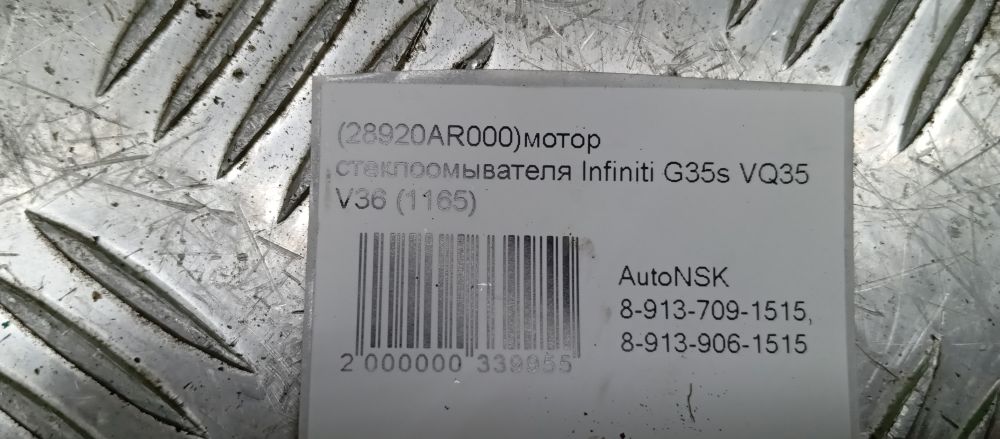 (28920AR000)мотор
стеклоомывателя Infiniti G35s VQ35
V36 (1165)
AutoNSK
8-913-709-1515,
8-913-906-1515
2 000000 339955